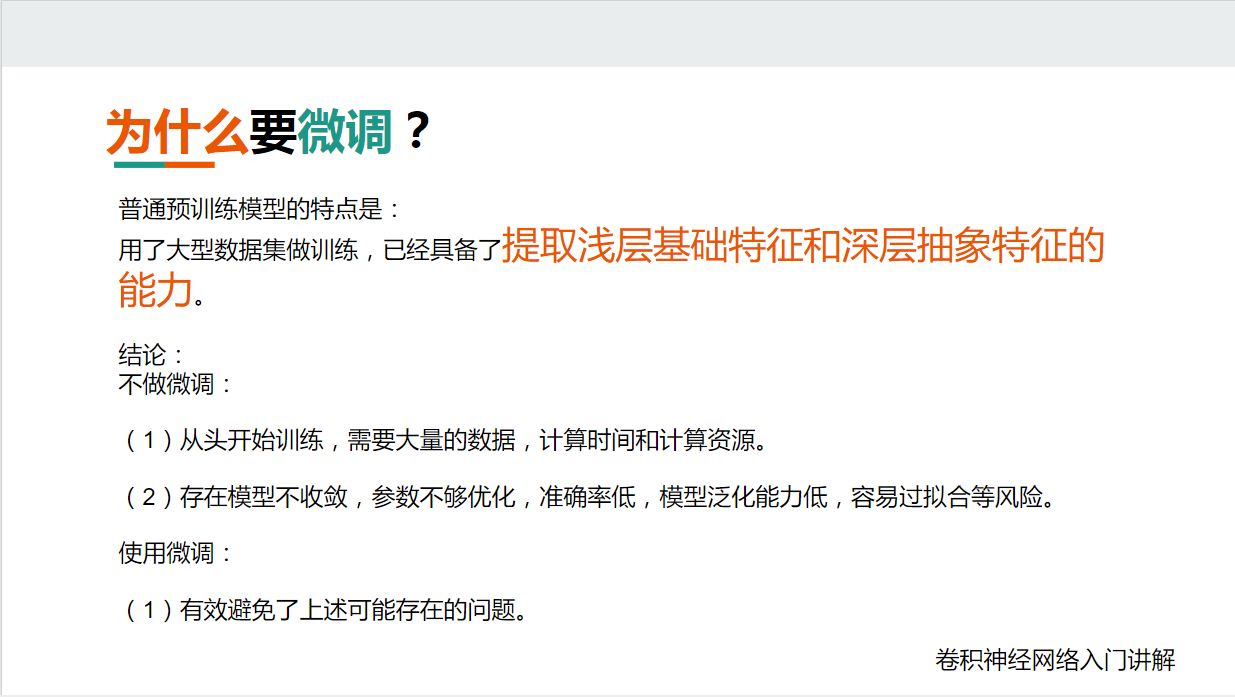 为什么要微调？
普通预训练模型的特点是：
用了大型数据集做训练，已经具备了提取浅层基础特征和深层抽象特征的
能力。
结论：
不做微调：
（1）从头开始训练，需要大量的数据，计算时间和计算资源。
（2）存在模型不收敛，参数不够优化，准确率低，模型泛化能力低，容易过拟合等风险。
使用微调：
（1）有效避免了上述可能存在的问题。
卷积神经网络入门讲解